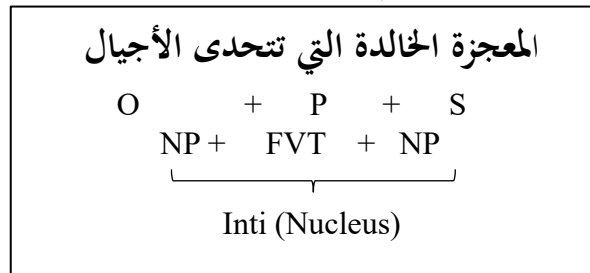 المعجزة الخالدة التي تتحدى الأجيال
O + P + S
NP + FVT + NP
Inti (Nucleus)